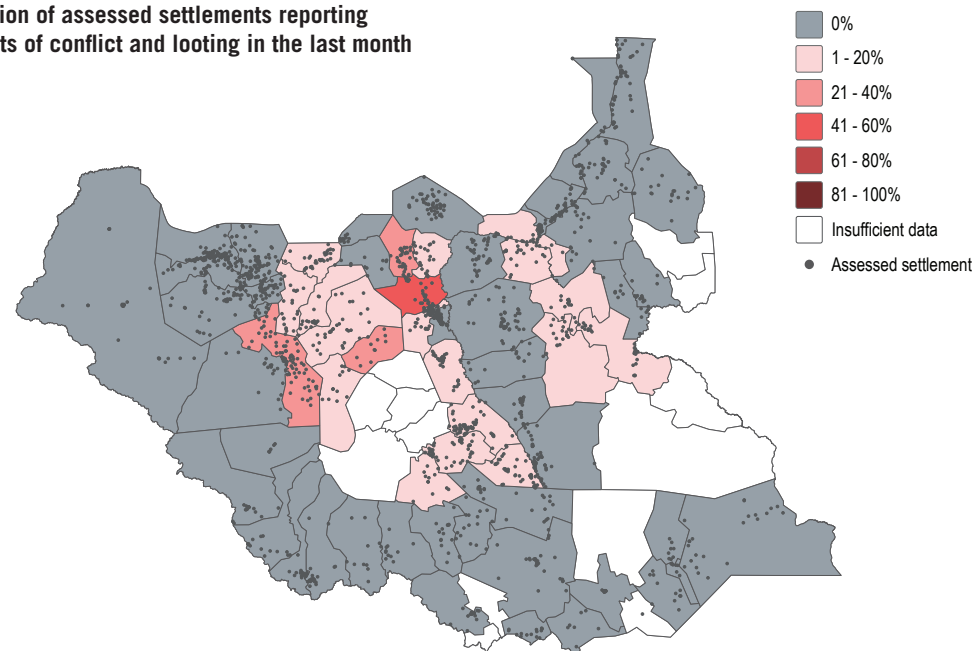 ion of assessed settlements reporting
ts of conflict and looting in the last month
0%
1 - 20%
21 - 40%
41 - 60%
61 - 80%
81 - 100%
Insufficient data
Assessed settlement